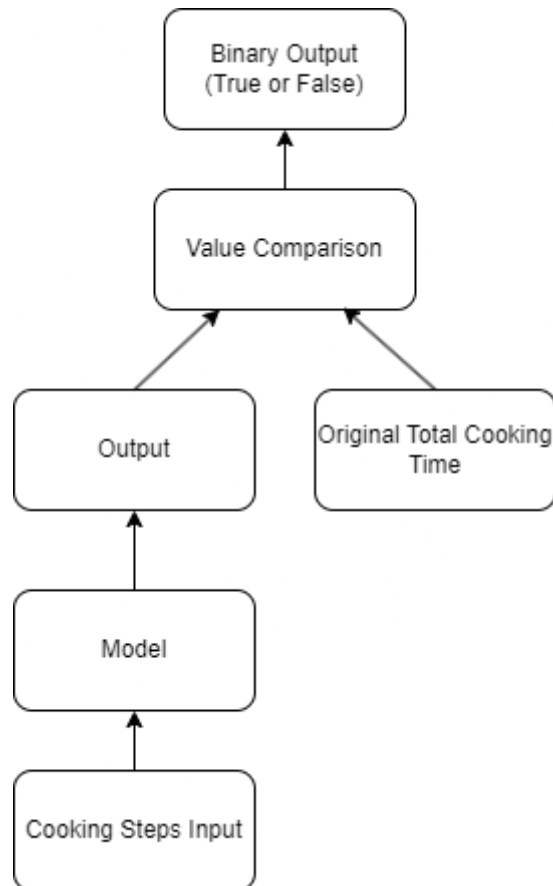 Binary Output
(True or False)
Value Comparison
Output
Original Total Cooking
Time
Model
Cooking Steps Input